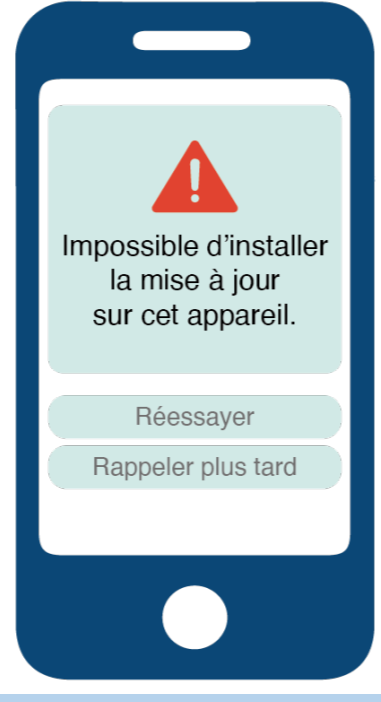 Impossible d’installer
la mise à jour
sur cet appareil.
Réessayer
Rappeler plus tard